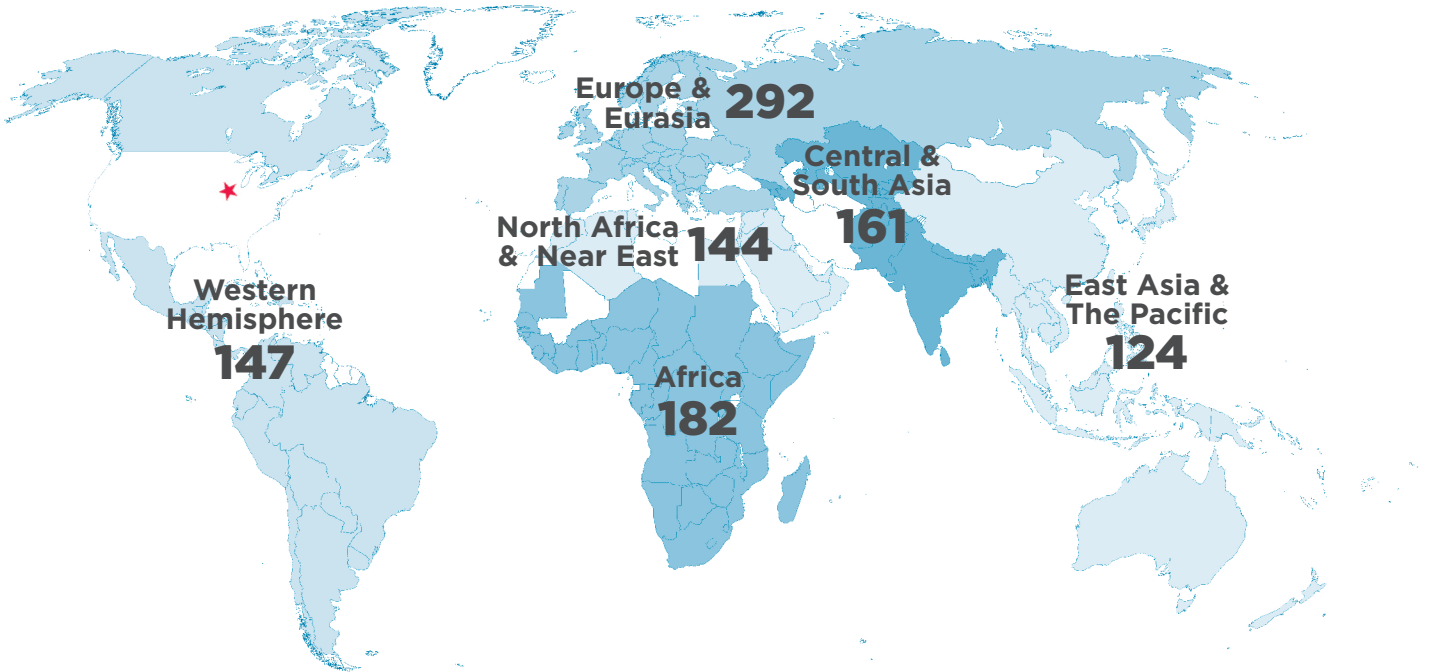 Europe &
Eurasia
292
Central &
South Asia
161
North Africa
& Near East
144
Western
Hemisphere
147
East Asia &
The Pacific
124
Africa
182